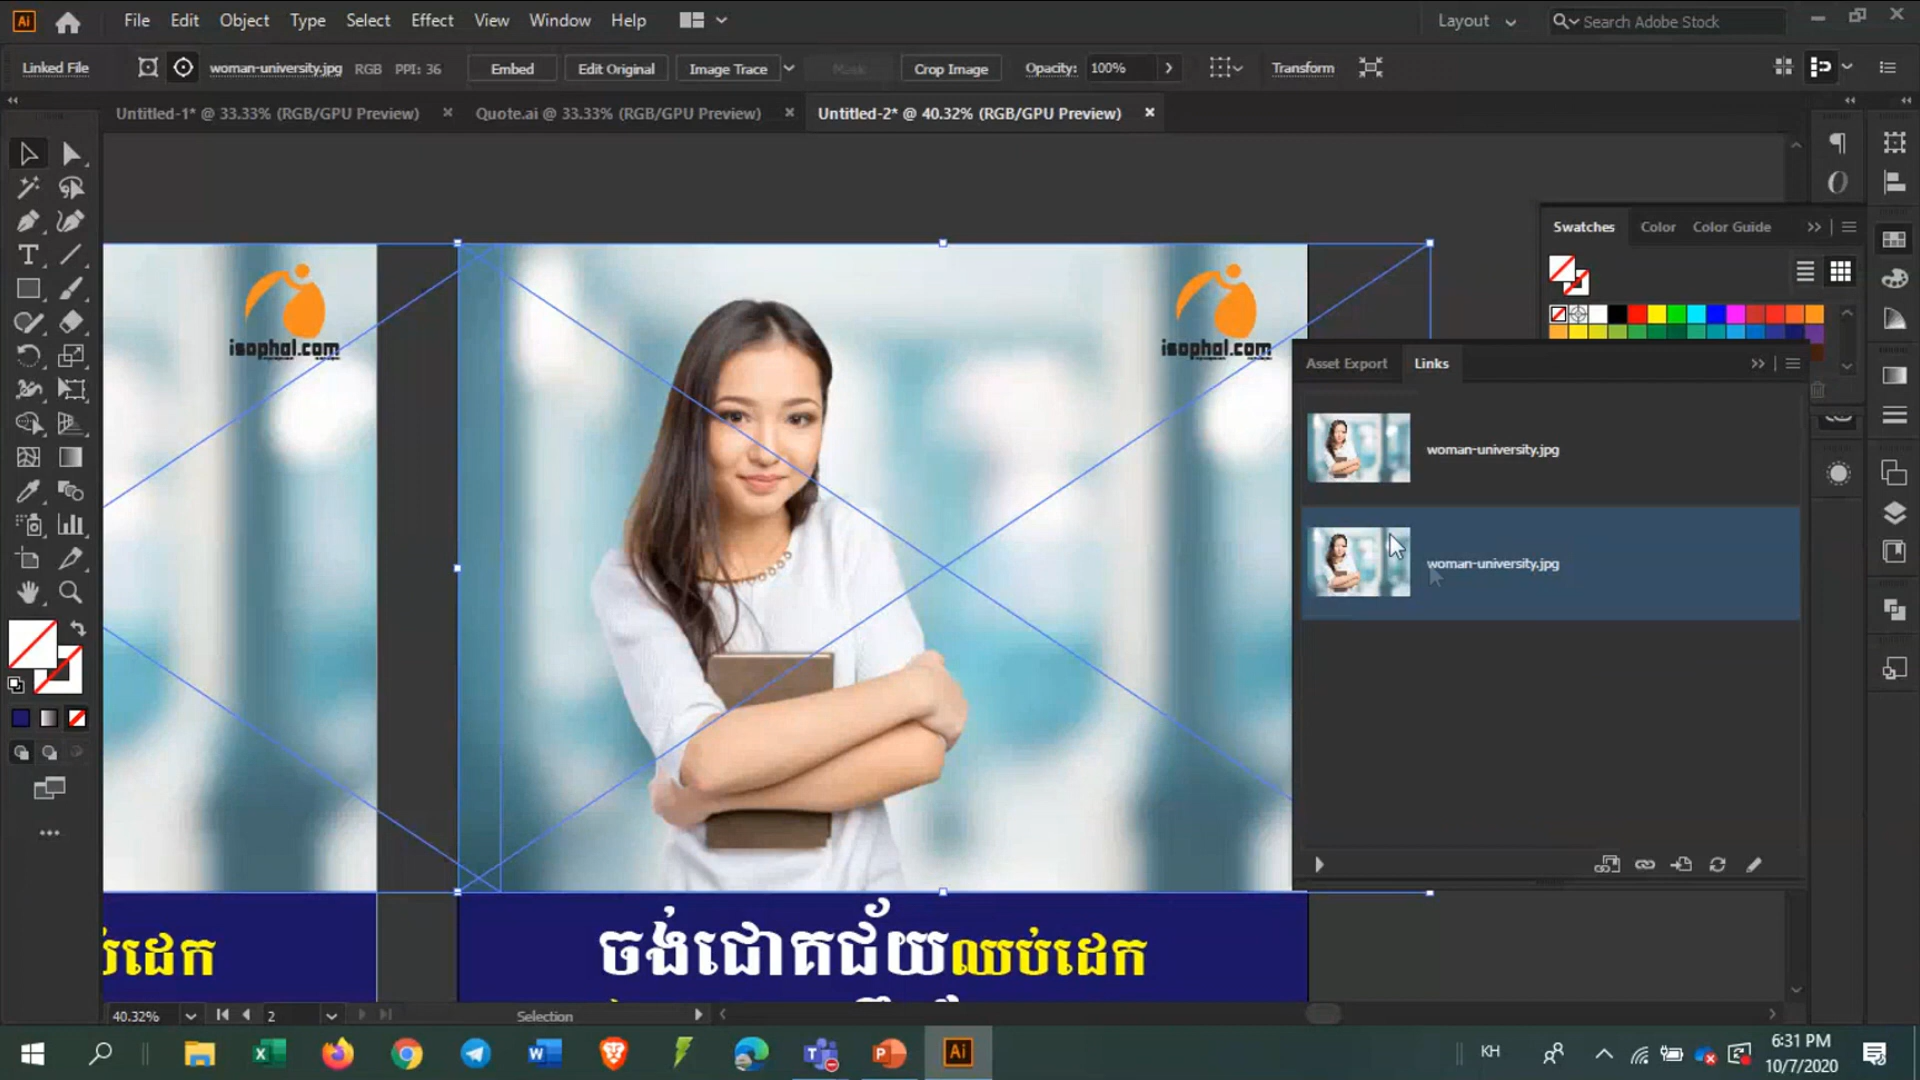 Ai File Edit Object Type Select Effect View Window Help Layout Search Adobe Stock
Linked File woman-university.jpg RGB PPI: 36 Embed Edit Original Image Trace Mask Crop Image Opacity: 100% Transform
Untitled-1* @ 33.33% (RGB/GPU Preview) Quote.ai @ 33.33% (RGB/GPU Preview) Untitled-2* @ 40.32% (RGB/GPU Preview)
Swatches Color Color Guide
isophal.com
isophal.com
Asset Export Links
woman-university.jpg
woman-university.jpg
ចង់ជោគជ័យឈប់ដេក
ប់ដេក
40.32% 2 Selection
KH 6:31 PM
10/7/2020